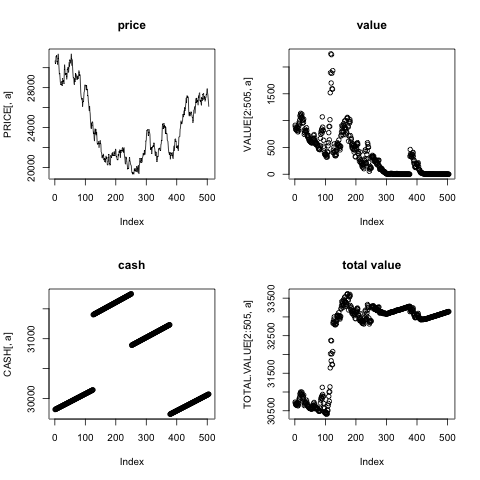 price
PRICE[, a]
20000 24000 28000
0 100 200 300 400 500
Index
value
VALUE[2:505, a]
0 500 1500
0 100 200 300 400 500
Index
cash
CASH[, a]
30000 31000
0 100 200 300 400 500
Index
total value
TOTAL.VALUE[2:505, a]
30500 31500 32500 33500
0 100 200 300 400 500
Index